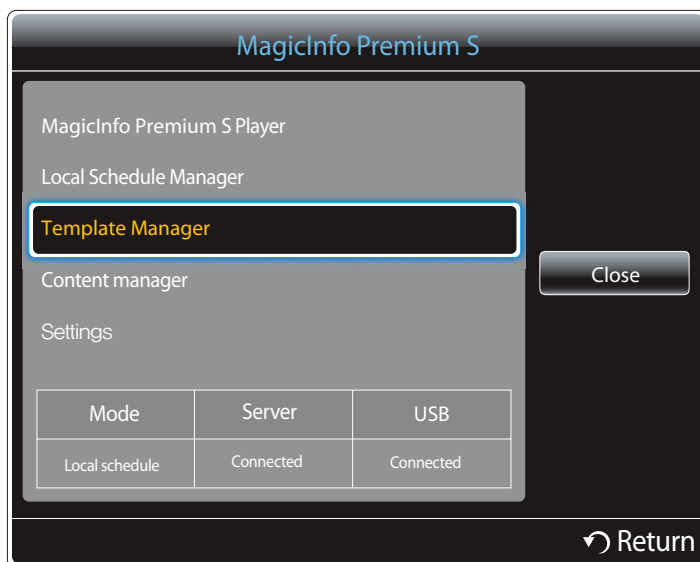 MagicInfo Premium S
MagicInfo Premium S Player
Local Schedule Manager
Template Manager
Close
Content manager
Settings
Mode Server USB
Local schedule Connected Connected
Return